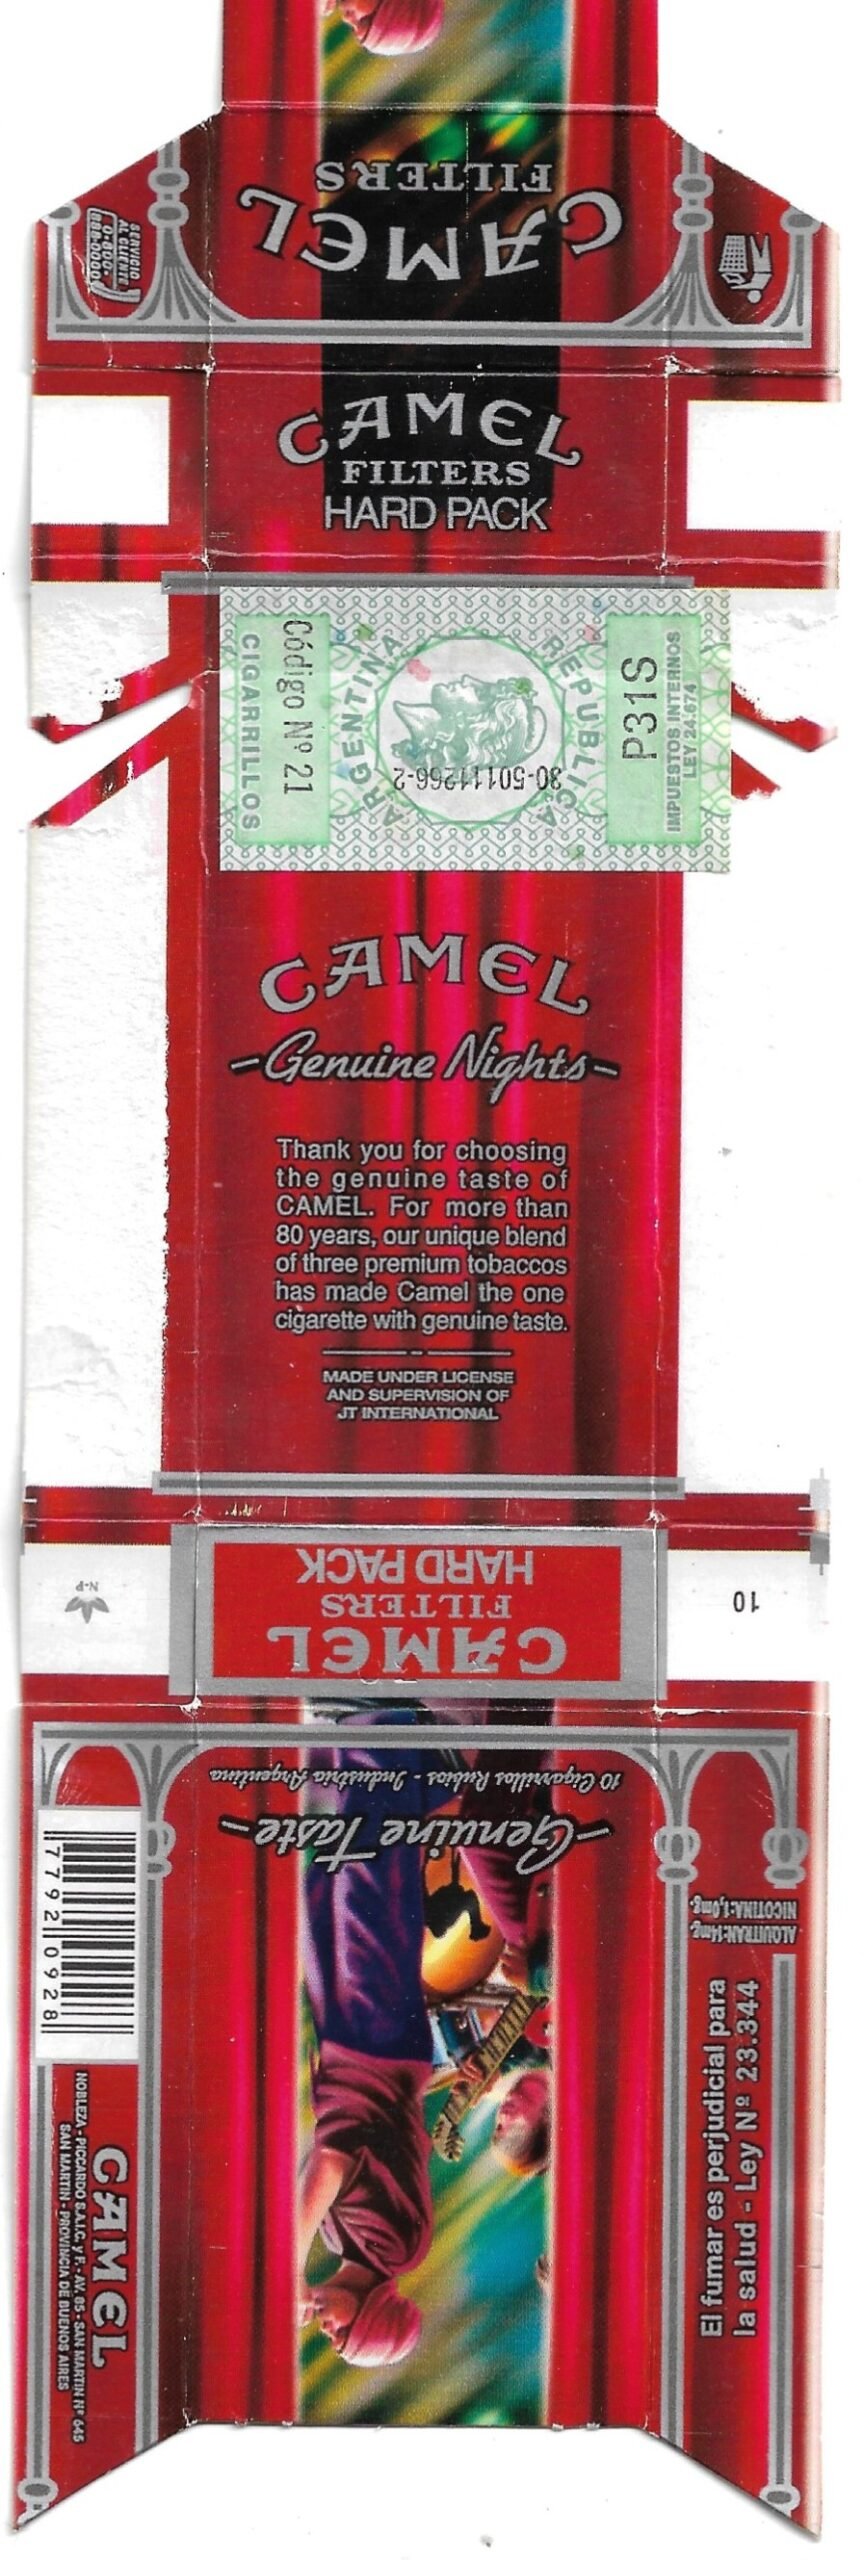 CAMEL
FILTERS
SERVICIO
AL CLIENTE
0-800-
888-0000
CAMEL
FILTERS
HARD PACK
CIGARRILLOS
Código Nº 21
REPUBLICA
ARGENTINA
30-50111266-2
P31S
IMPUESTOS INTERNOS
LEY 24.674
CAMEL
-Genuine Nights-
Thank you for choosing
the genuine taste of
CAMEL. For more than
80 years, our unique blend
of three premium tobaccos
has made Camel the one
cigarette with genuine taste.
MADE UNDER LICENSE
AND SUPERVISION OF
JT INTERNATIONAL
CAMEL
FILTERS
HARD PACK
N-P
10
-Genuine Taste-
10 Cigarrillos Rubios - Industria Argentina
77920928
CAMEL
NOBLEZA - PICCARDO S.A.I.C. y F. - AV. 85 - SAN MARTIN Nº 645
SAN MARTIN - PROVINCIA DE BUENOS AIRES
ALQUITRAN:14mg.
NICOTINA:1,0mg.
El fumar es perjudicial para
la salud - Ley Nº 23.344